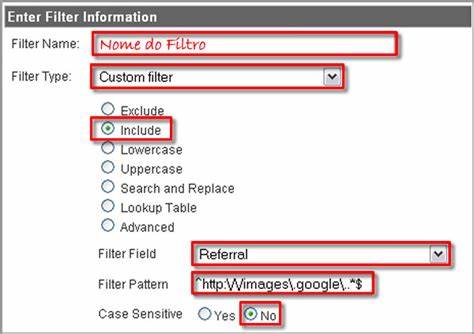 Enter Filter Information
Filter Name: Nome do Filtro
Filter Type: Custom filter
Exclude
Include
Lowercase
Uppercase
Search and Replace
Lookup Table
Advanced
Filter Field Referral
Filter Pattern ^http:\/\/images\.google\..*$
Case Sensitive Yes No